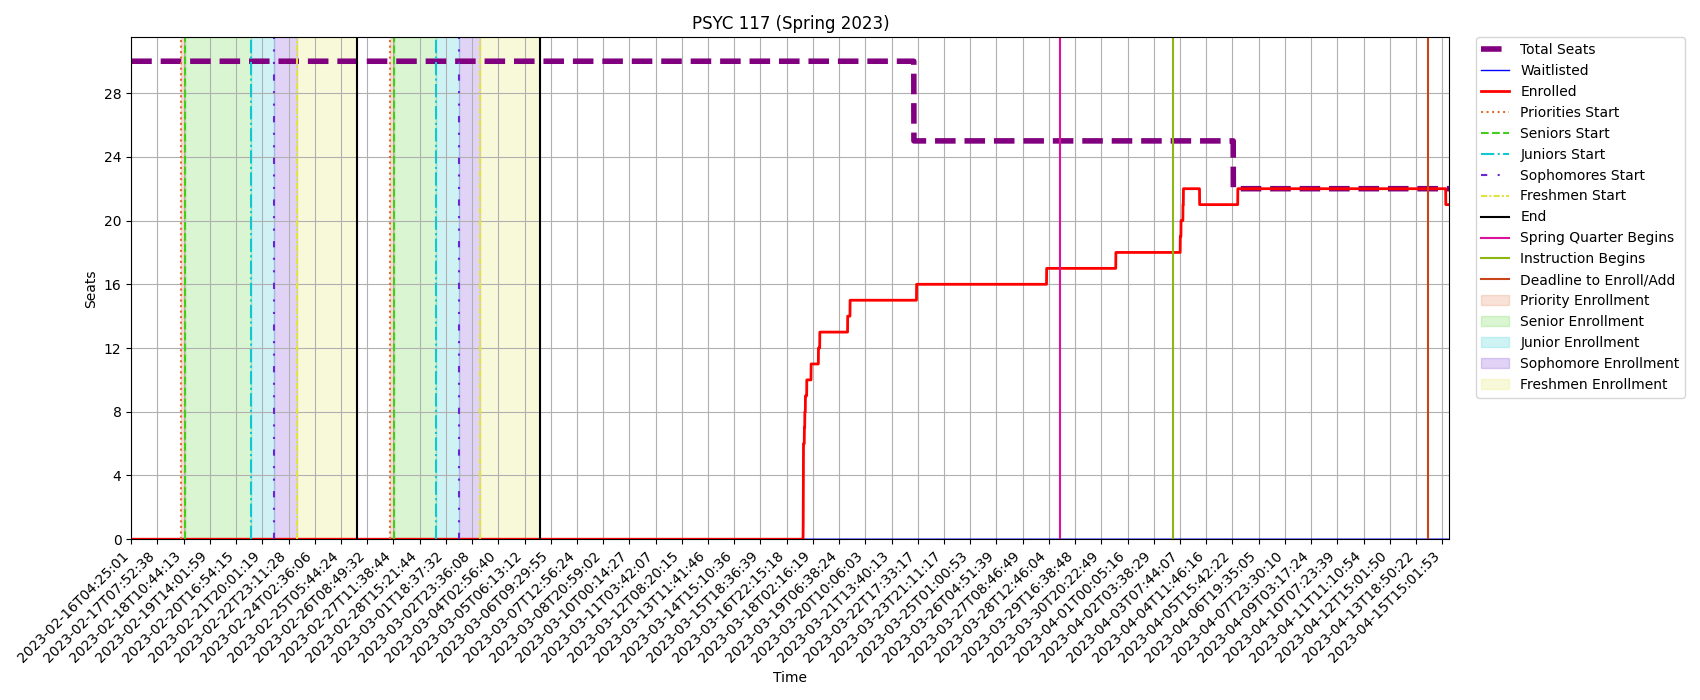 PSYC 117 (Spring 2023)
Seats
28
24
20
16
12
8
4
0
2023-02-16T04:25:01
2023-02-17T07:52:38
2023-02-18T10:44:13
2023-02-19T14:01:59
2023-02-20T16:54:15
2023-02-21T20:01:19
2023-02-22T23:11:28
2023-02-24T02:36:06
2023-02-25T05:44:24
2023-02-26T08:49:32
2023-02-27T11:38:44
2023-02-28T15:21:44
2023-03-01T18:37:32
2023-03-02T23:36:08
2023-03-04T02:56:40
2023-03-05T06:13:12
2023-03-06T09:29:55
2023-03-07T12:56:24
2023-03-08T20:59:02
2023-03-10T00:14:27
2023-03-11T03:42:07
2023-03-12T08:20:15
2023-03-13T11:41:46
2023-03-14T15:10:36
2023-03-15T18:36:39
2023-03-16T22:15:18
2023-03-18T02:16:19
2023-03-19T06:38:24
2023-03-20T10:06:03
2023-03-21T13:40:13
2023-03-22T17:33:17
2023-03-23T21:11:17
2023-03-25T01:00:53
2023-03-26T04:51:39
2023-03-27T08:46:49
2023-03-28T12:46:04
2023-03-29T16:38:48
2023-03-30T20:22:49
2023-04-01T00:05:16
2023-04-02T03:38:29
2023-04-03T07:44:07
2023-04-04T11:46:16
2023-04-05T15:42:22
2023-04-06T19:35:05
2023-04-07T23:30:10
2023-04-09T03:17:24
2023-04-10T07:23:39
2023-04-11T11:10:54
2023-04-12T15:01:50
2023-04-13T18:50:22
2023-04-15T15:01:53
Time
Total Seats
Waitlisted
Enrolled
Priorities Start
Seniors Start
Juniors Start
Sophomores Start
Freshmen Start
End
Spring Quarter Begins
Instruction Begins
Deadline to Enroll/Add
Priority Enrollment
Senior Enrollment
Junior Enrollment
Sophomore Enrollment
Freshmen Enrollment